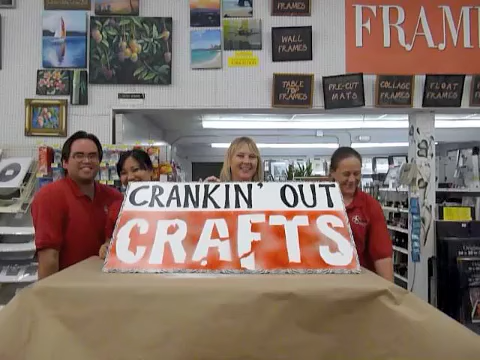 FRAMES
WALL
FRAMES
FRAM
TABLE
TOP
FRAMES
PRE-CUT
MATS
COLLAGE
FRAMES
FLOAT
FRAMES
CRANKIN' OUT
CRAFTS